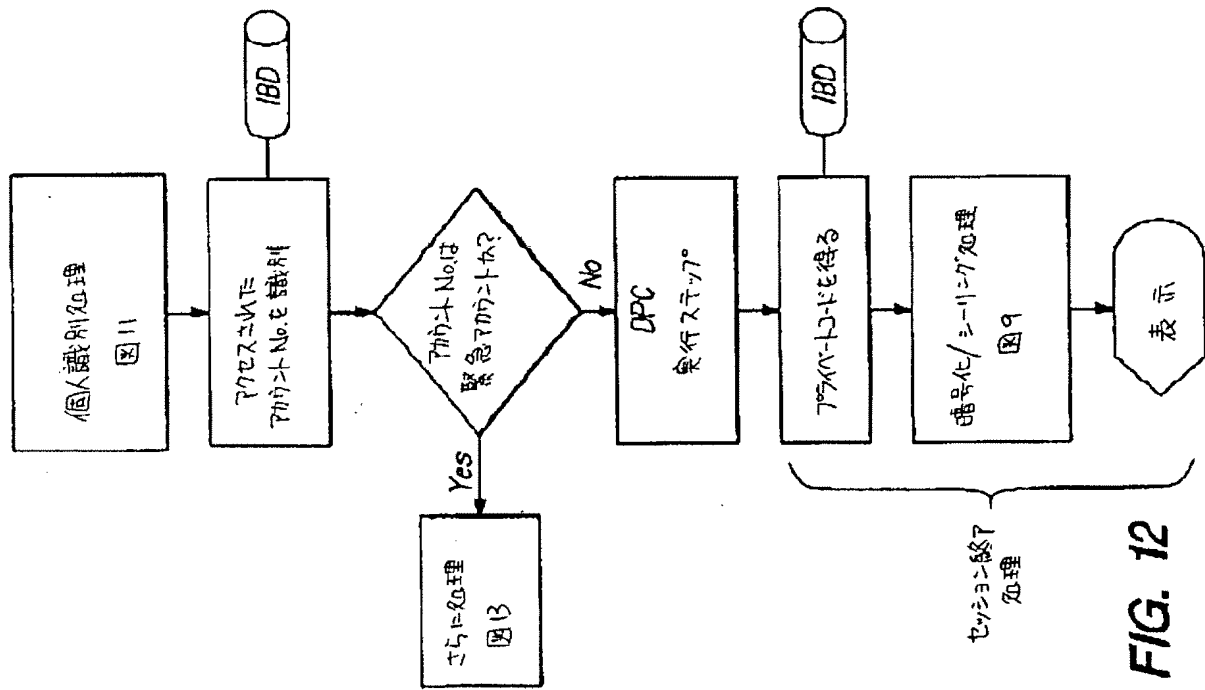 個人識別処理
図11
アクセスされた
アカウントNo.を識別
IBD
アカウントNo.は
緊急アカウントか?
Yes
さらに処理
図13
No
DPC
実行ステップ
プライベートコードを得る
IBD
暗号化/シーリング処理
図9
表示
セッション終了
処理
FIG. 12